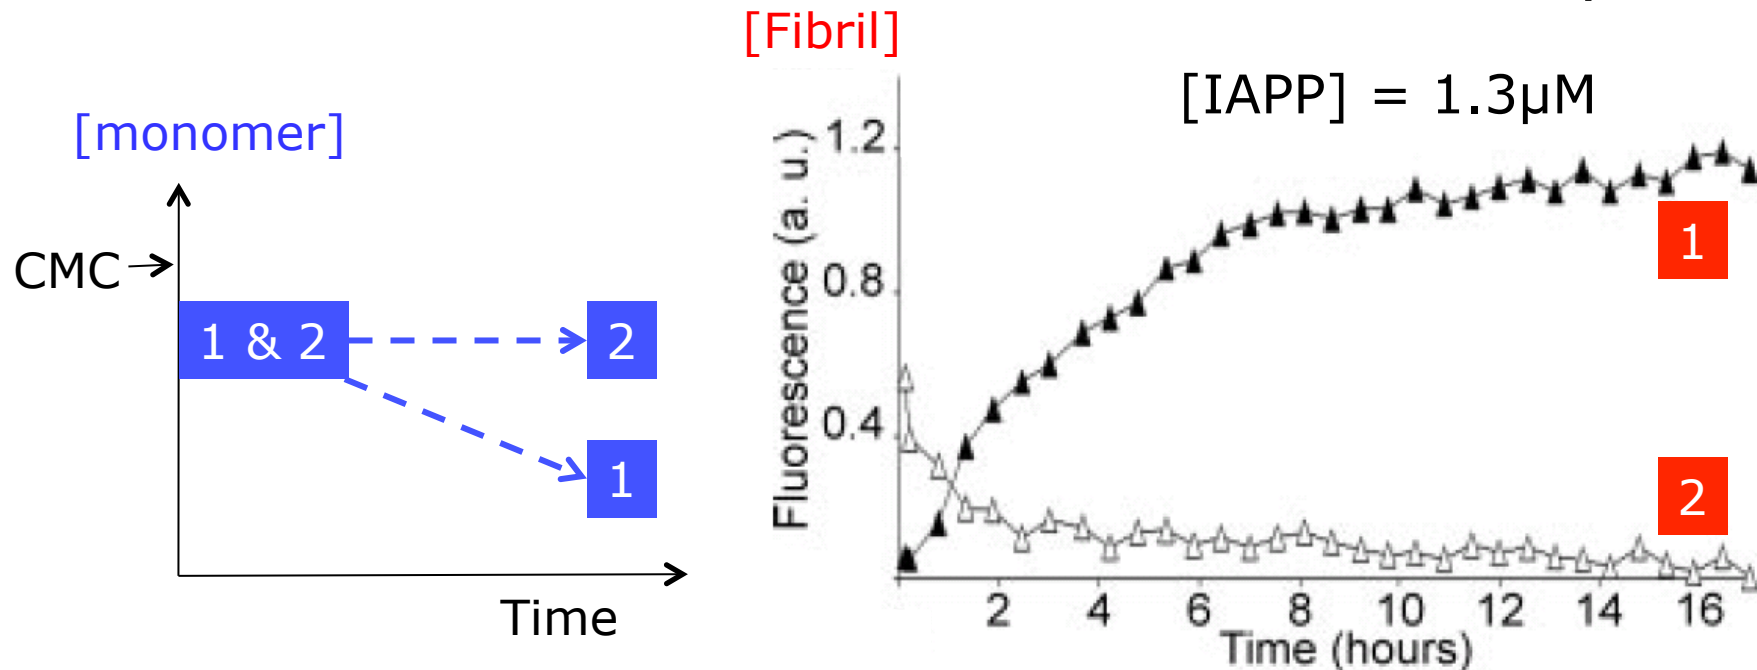 [monomer]
CMC
1 & 2
2
1
Time
[Fibril]
[IAPP] = 1.3µM
Fluorescence (a. u.)
1.2
0.8
0.4
1
2
2 4 6 8 10 12 14 16
Time (hours)